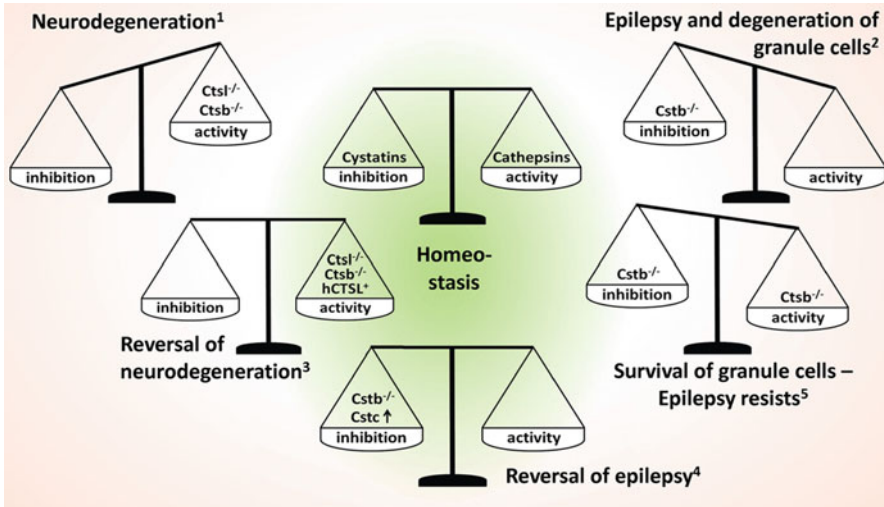 Neurodegeneration¹
Ctsl⁻/⁻
Ctsb⁻/⁻
activity
inhibition
Cystatins
inhibition
Cathepsins
activity
Homeo-
stasis
Epilepsy and degeneration of
granule cells²
Cstb⁻/⁻
inhibition
activity
inhibition
Ctsl⁻/⁻
Ctsb⁻/⁻
hCTSL⁺
activity
Reversal of
neurodegeneration³
Cstb⁻/⁻
Cstc ↑
inhibition
activity
Reversal of epilepsy⁴
Cstb⁻/⁻
inhibition
Ctsb⁻/⁻
activity
Survival of granule cells –
Epilepsy resists⁵